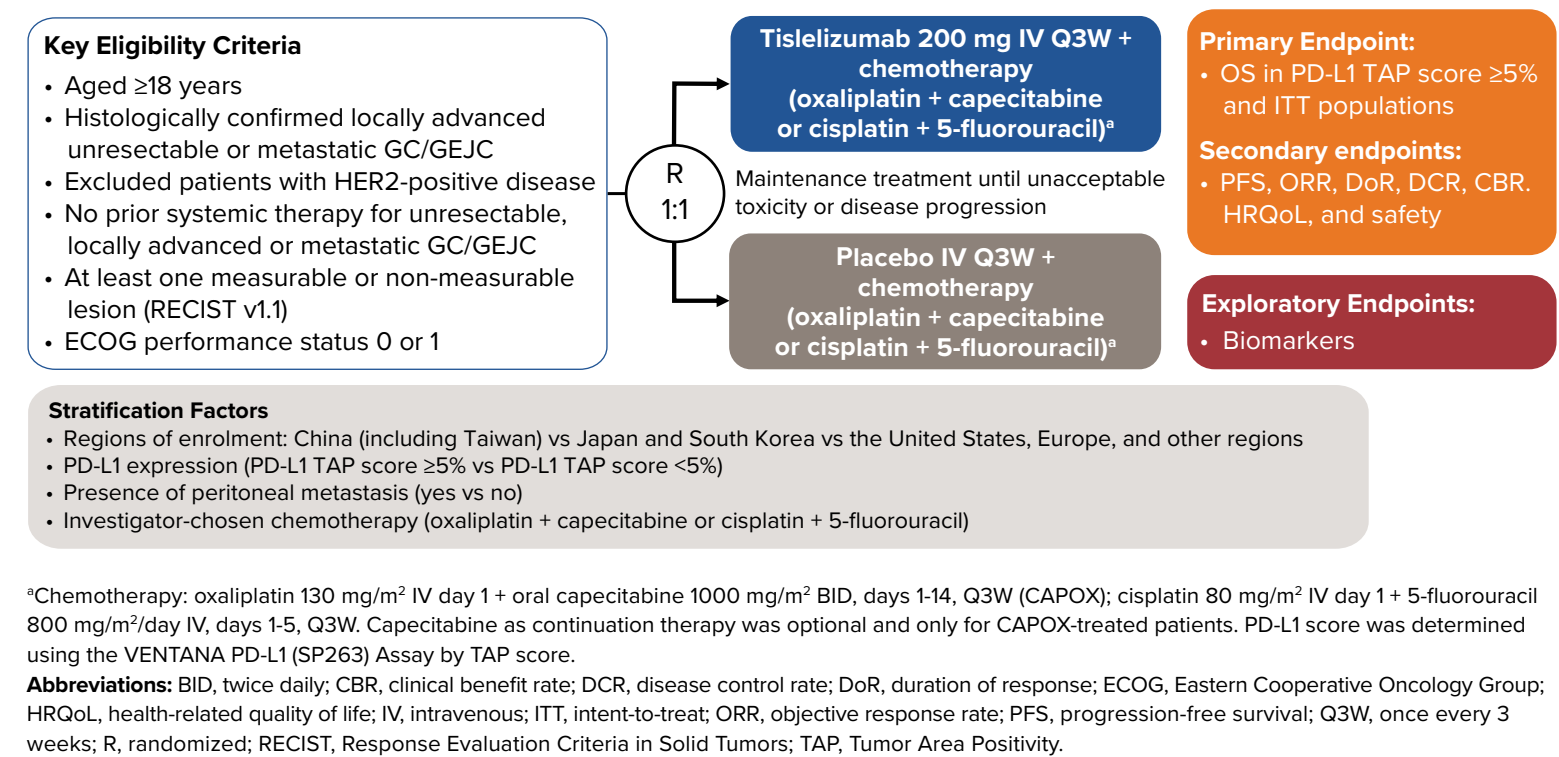 Key Eligibility Criteria
• Aged ≥18 years
• Histologically confirmed locally advanced
unresectable or metastatic GC/GEJC
• Excluded patients with HER2-positive disease
• No prior systemic therapy for unresectable,
locally advanced or metastatic GC/GEJC
• At least one measurable or non-measurable
lesion (RECIST v1.1)
• ECOG performance status 0 or 1
R
1:1
Tislelizumab 200 mg IV Q3W +
chemotherapy
(oxaliplatin + capecitabine
or cisplatin + 5-fluorouracil)ᵃ
Maintenance treatment until unacceptable
toxicity or disease progression
Placebo IV Q3W +
chemotherapy
(oxaliplatin + capecitabine
or cisplatin + 5-fluorouracil)ᵃ
Primary Endpoint:
• OS in PD-L1 TAP score ≥5%
and ITT populations
Secondary endpoints:
• PFS, ORR, DoR, DCR, CBR.
HRQoL, and safety
Exploratory Endpoints:
• Biomarkers
Stratification Factors
• Regions of enrolment: China (including Taiwan) vs Japan and South Korea vs the United States, Europe, and other regions
• PD-L1 expression (PD-L1 TAP score ≥5% vs PD-L1 TAP score <5%)
• Presence of peritoneal metastasis (yes vs no)
• Investigator-chosen chemotherapy (oxaliplatin + capecitabine or cisplatin + 5-fluorouracil)
ᵃChemotherapy: oxaliplatin 130 mg/m² IV day 1 + oral capecitabine 1000 mg/m² BID, days 1-14, Q3W (CAPOX); cisplatin 80 mg/m² IV day 1 + 5-fluorouracil
800 mg/m²/day IV, days 1-5, Q3W. Capecitabine as continuation therapy was optional and only for CAPOX-treated patients. PD-L1 score was determined
using the VENTANA PD-L1 (SP263) Assay by TAP score.
Abbreviations: BID, twice daily; CBR, clinical benefit rate; DCR, disease control rate; DoR, duration of response; ECOG, Eastern Cooperative Oncology Group;
HRQoL, health-related quality of life; IV, intravenous; ITT, intent-to-treat; ORR, objective response rate; PFS, progression-free survival; Q3W, once every 3
weeks; R, randomized; RECIST, Response Evaluation Criteria in Solid Tumors; TAP, Tumor Area Positivity.